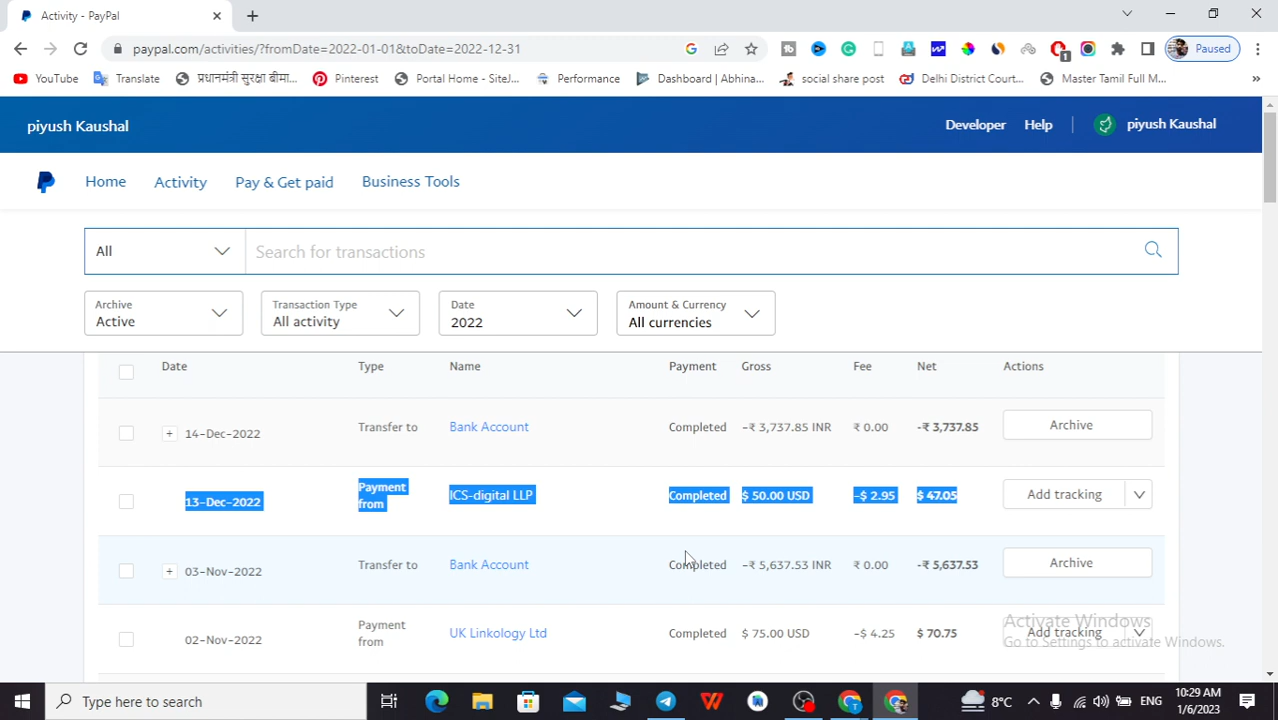 Activity - PayPal
paypal.com/activities/?fromDate=2022-01-01&toDate=2022-12-31
1
Paused
YouTube Translate प्रधानमंत्री सुरक्षा बीमा... Pinterest Portal Home - SiteJ... Performance Dashboard | Abhina... social share post Delhi District Court... Master Tamil Full M... »
piyush Kaushal
Developer Help piyush Kaushal
Home Activity Pay & Get paid Business Tools
All Search for transactions
Archive Transaction Type Date Amount & Currency
Active All activity 2022 All currencies
Date Type Name Payment Gross Fee Net Actions
+ 14-Dec-2022 Transfer to Bank Account Completed -₹ 3,737.85 INR ₹ 0.00 -₹ 3,737.85 Archive
13-Dec-2022 Payment from ICS-digital LLP Completed $ 50.00 USD -$ 2.95 $ 47.05 Add tracking
+ 03-Nov-2022 Transfer to Bank Account Completed -₹ 5,637.53 INR ₹ 0.00 -₹ 5,637.53 Archive
02-Nov-2022 Payment from UK Linkology Ltd Completed $ 75.00 USD -$ 4.25 $ 70.75 Add tracking
Activate Windows
Go to Settings to activate Windows.
Type here to search
8°C ENG
10:29 AM
1/6/2023